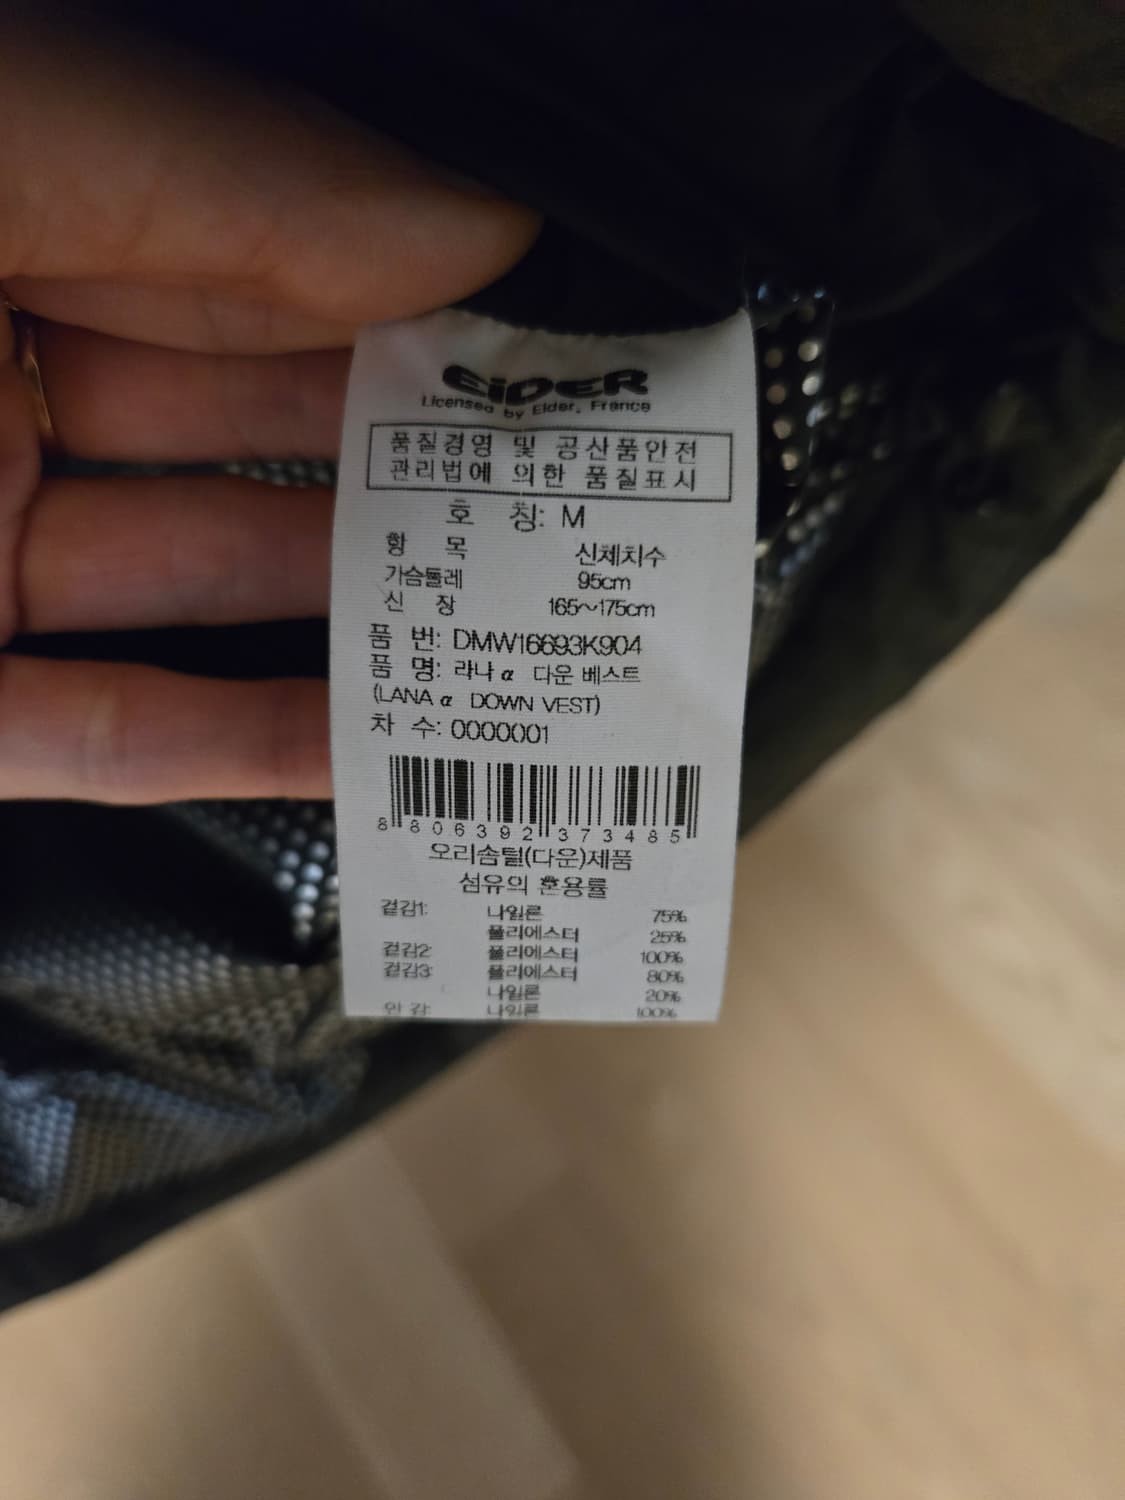 EiDER
Licensed by Eider, France
품질경영 및 공산품안전
관리법에 의한 품질표시
호 칭: M
항 목 신체치수
가슴둘레 95cm
신 장 165~175cm
품 번: DMW16693K904
품 명: 라나α 다운 베스트
(LANA α DOWN VEST)
차 수: 0000001
8 806392 373485
오리솜털(다운)제품
섬유의 혼용률
겉감1: 나일론 75%
폴리에스터 25%
겉감2: 폴리에스터 100%
겉감3: 폴리에스터 80%
나일론 20%
안 감: 나일론 100%